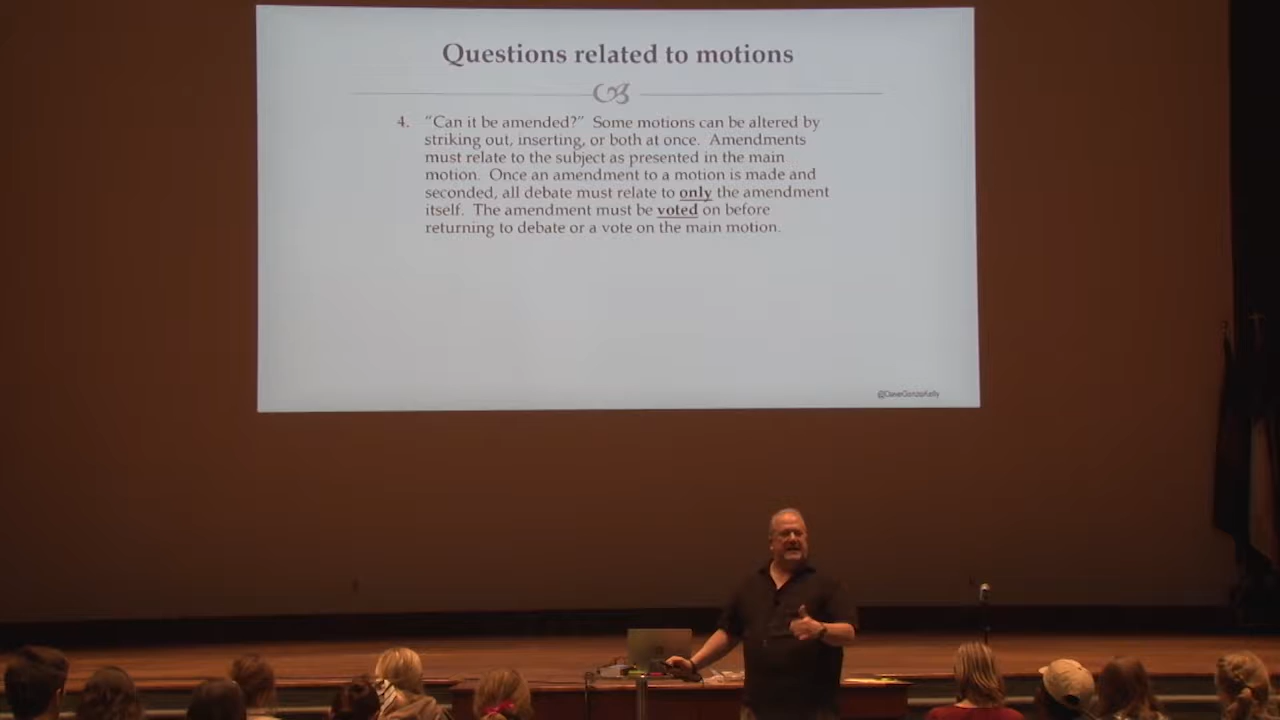 Questions related to motions
4. “Can it be amended?” Some motions can be altered by
striking out, inserting, or both at once. Amendments
must relate to the subject as presented in the main
motion. Once an amendment to a motion is made and
seconded, all debate must relate to only the amendment
itself. The amendment must be voted on before
returning to debate or a vote on the main motion.